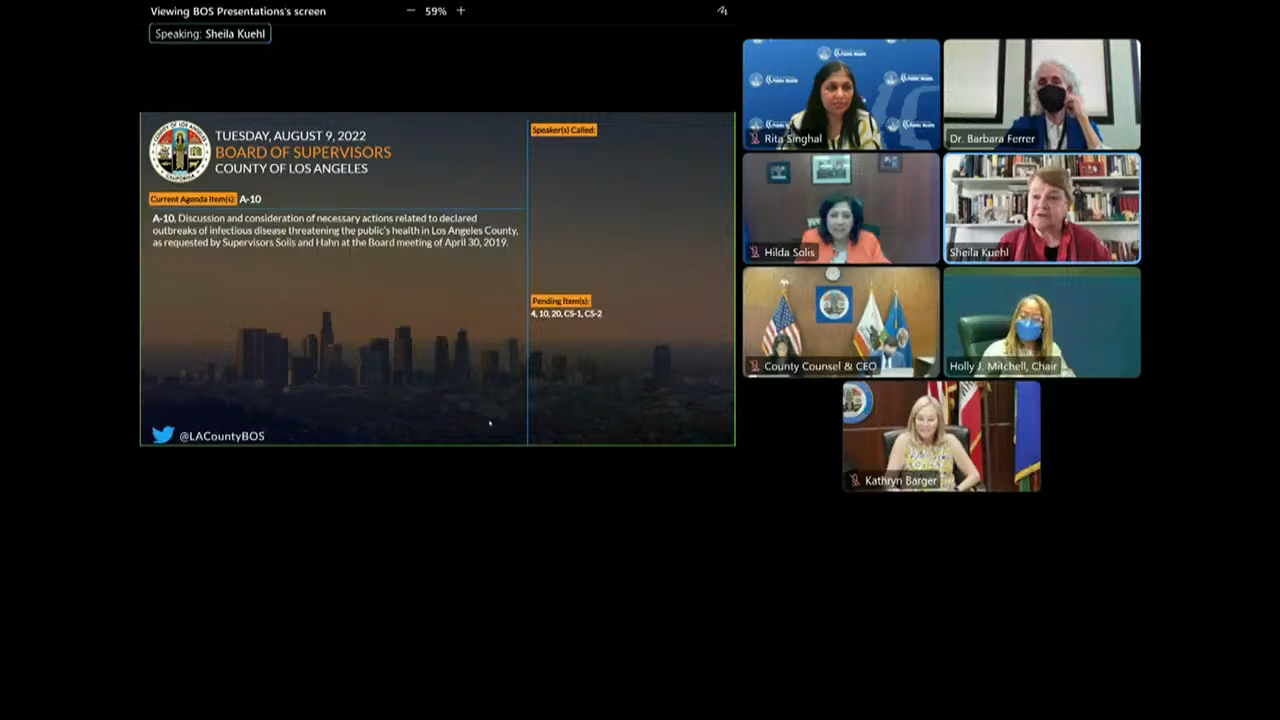 Viewing BOS Presentations's screen
59%
Speaking: Sheila Kuehl
TUESDAY, AUGUST 9, 2022
BOARD OF SUPERVISORS
COUNTY OF LOS ANGELES
Current Agenda Item(s): A-10
A-10, Discussion and consideration of necessary actions related to declared
outbreaks of infectious disease threatening the public's health in Los Angeles County,
as requested by Supervisors Solis and Hahn at the Board meeting of April 30, 2019.
Speaker(s) Called:
Pending Item(s):
4, 10, 20, CS-1, CS-2
@LACountyBOS
Rita Singhal
Dr. Barbara Ferrer
Hilda Solis
Sheila Kuehl
County Counsel & CEO
Holly J. Mitchell, Chair
Kathryn Barger